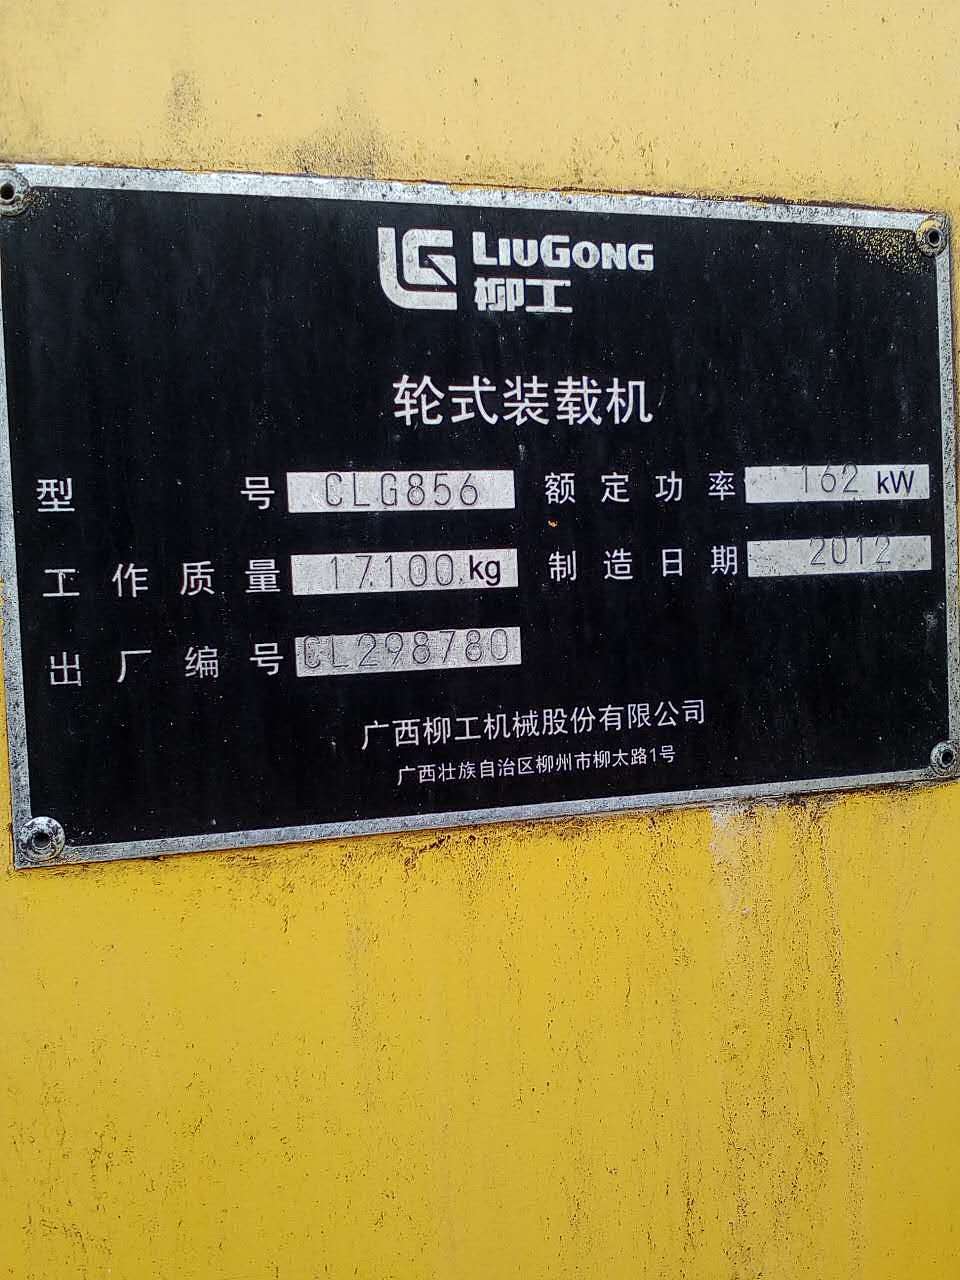 LG LIUGONG
柳工
轮式装载机
型号 CLG856 额定功率 162 kW
工作质量 17100 kg 制造日期 2012
出厂编号 CL298780
广西柳工机械股份有限公司
广西壮族自治区柳州市柳太路1号